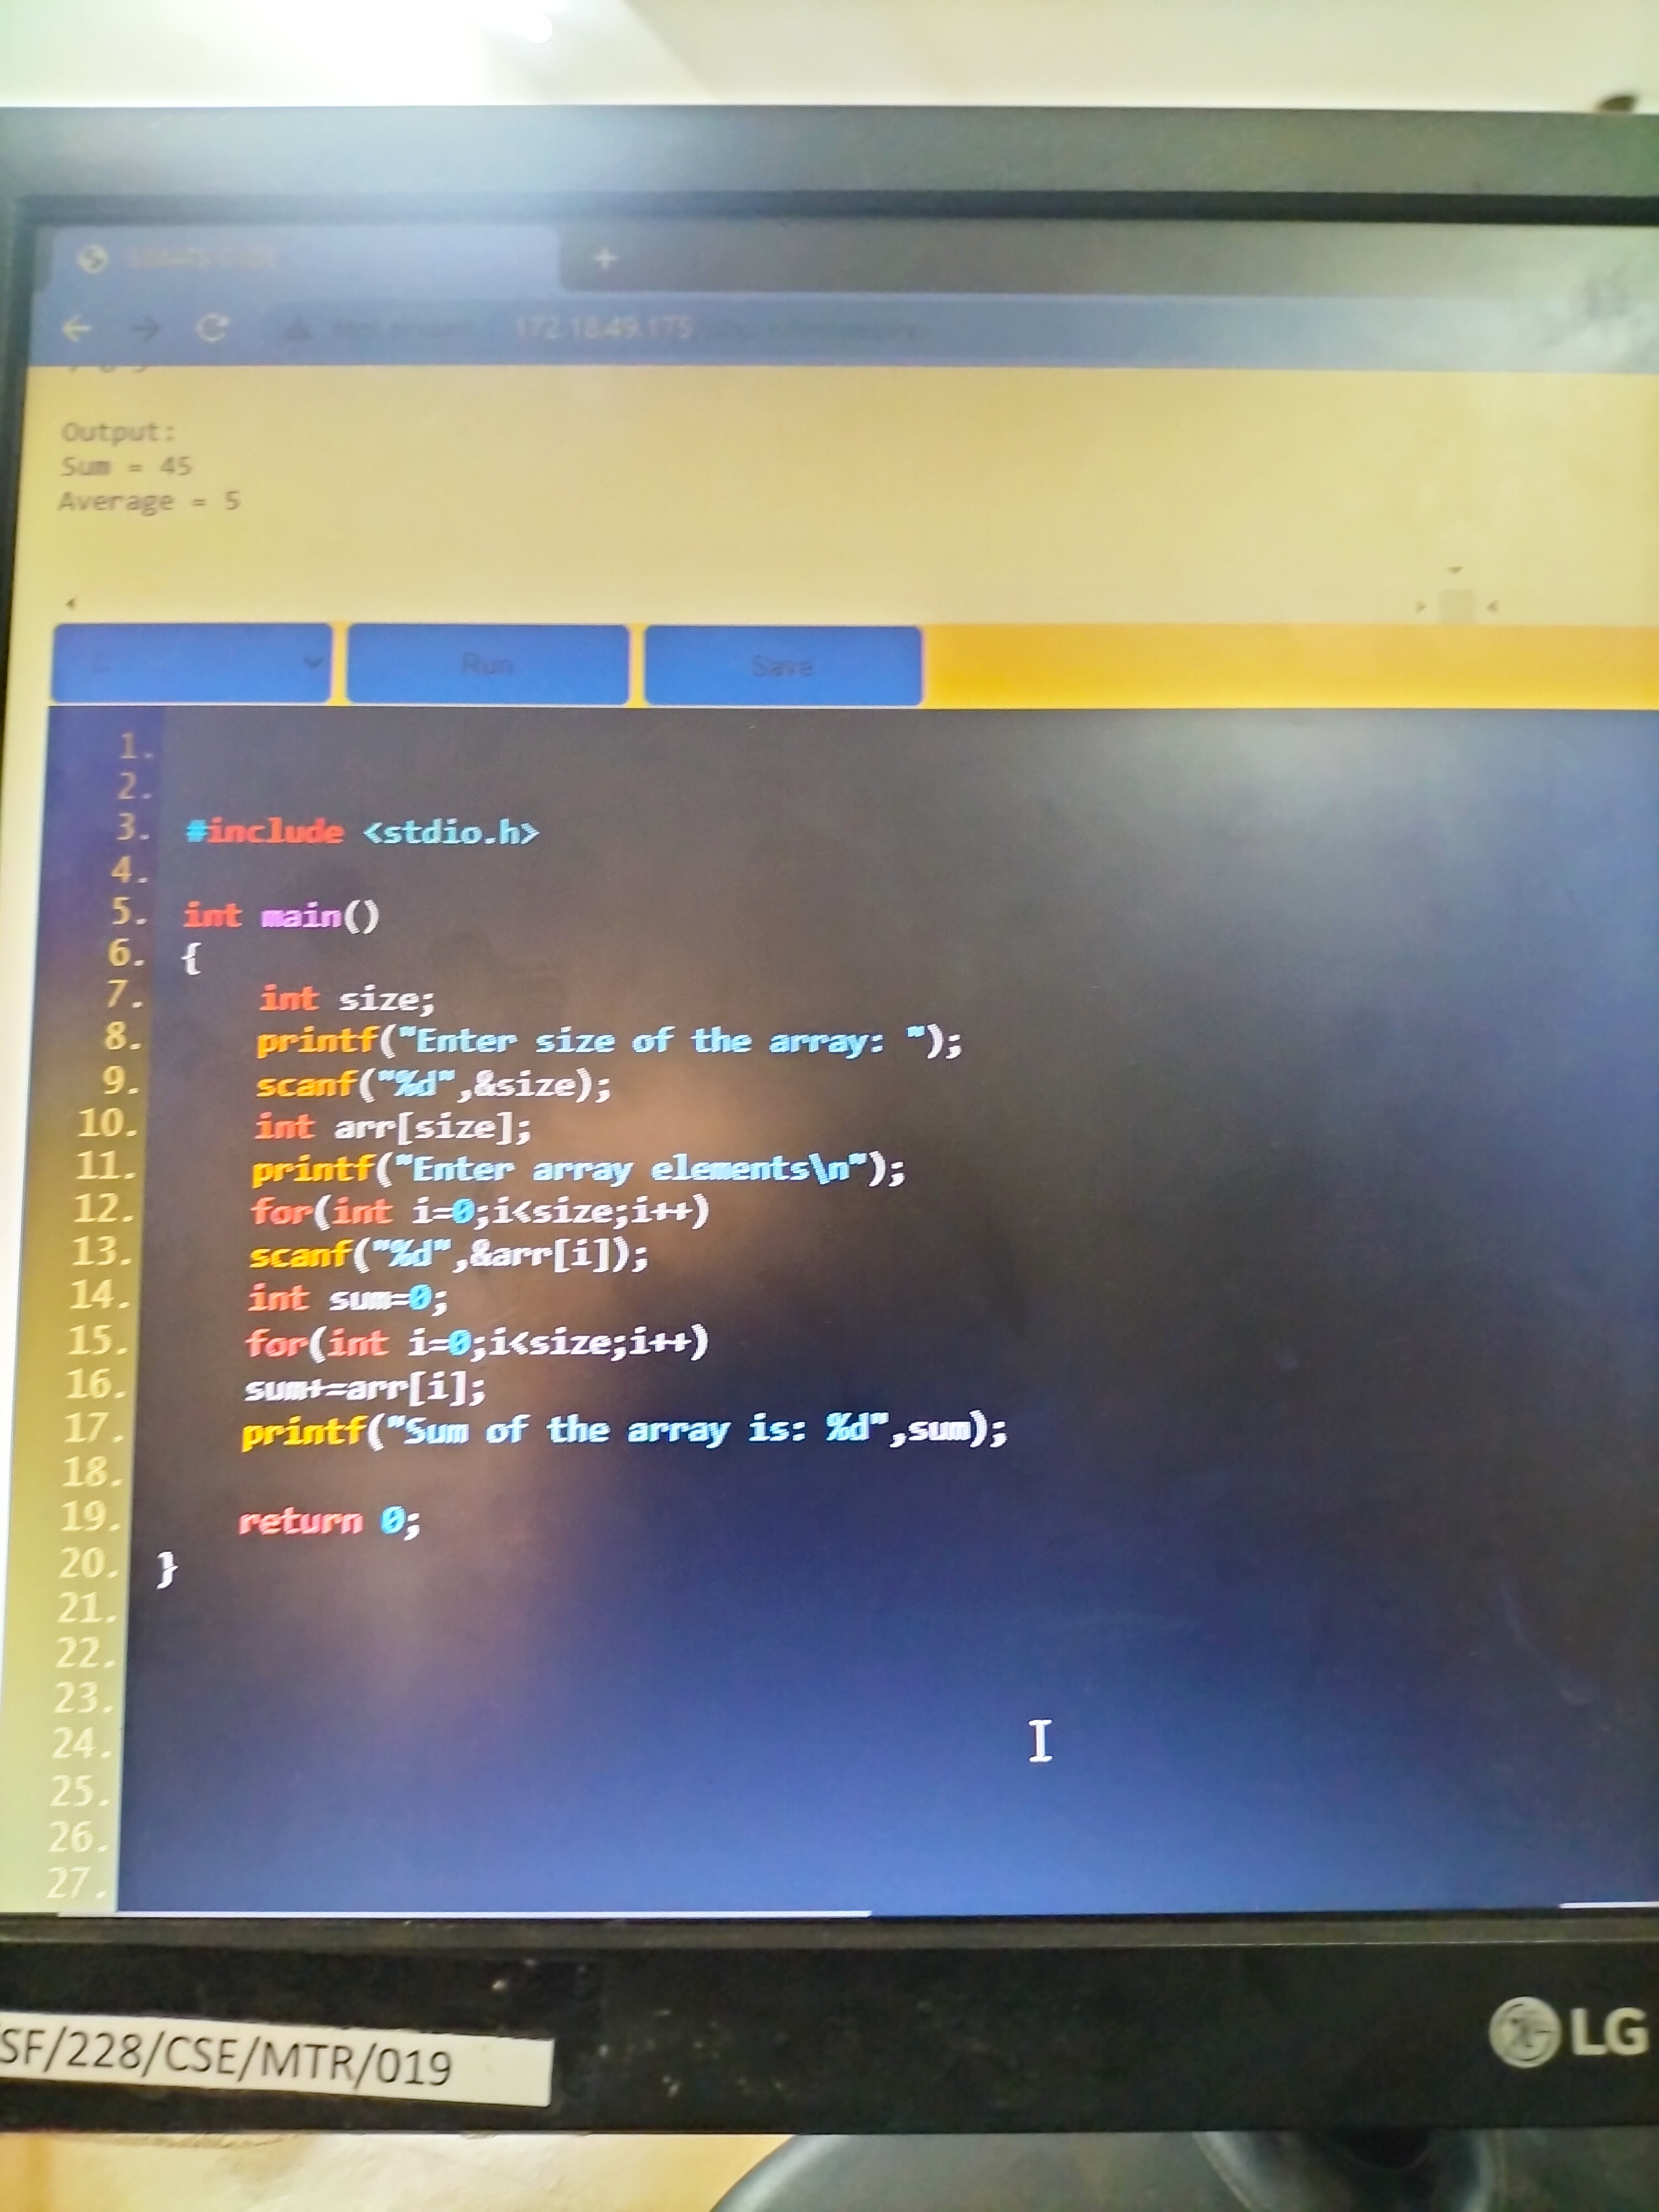 172.18.49.175
Output:
Sum = 45
Average = 5
Run
Save
1.
2.
3. #include <stdio.h>
4.
5. int main()
6. {
7. int size;
8. printf("Enter size of the array: ");
9. scanf("%d",&size);
10. int arr[size];
11. printf("Enter array elements\n");
12. for(int i=0;i<size;i++)
13. scanf("%d",&arr[i]);
14. int sum=0;
15. for(int i=0;i<size;i++)
16. sum+=arr[i];
17. printf("Sum of the array is: %d",sum);
18.
19. return 0;
20. }
21.
22.
23.
24.
25.
26.
27.
SF/228/CSE/MTR/019
LG